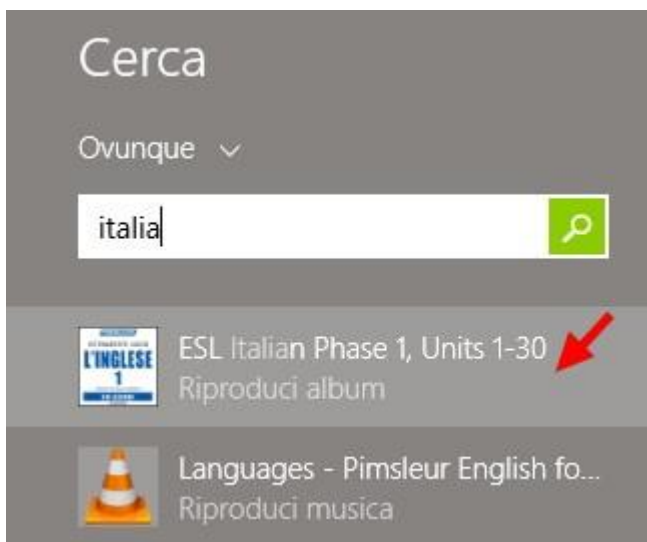 Cerca
Ovunque
italia
L'INGLESE
1
ESL Italian Phase 1, Units 1-30
Riproduci album
Languages - Pimsleur English fo...
Riproduci musica